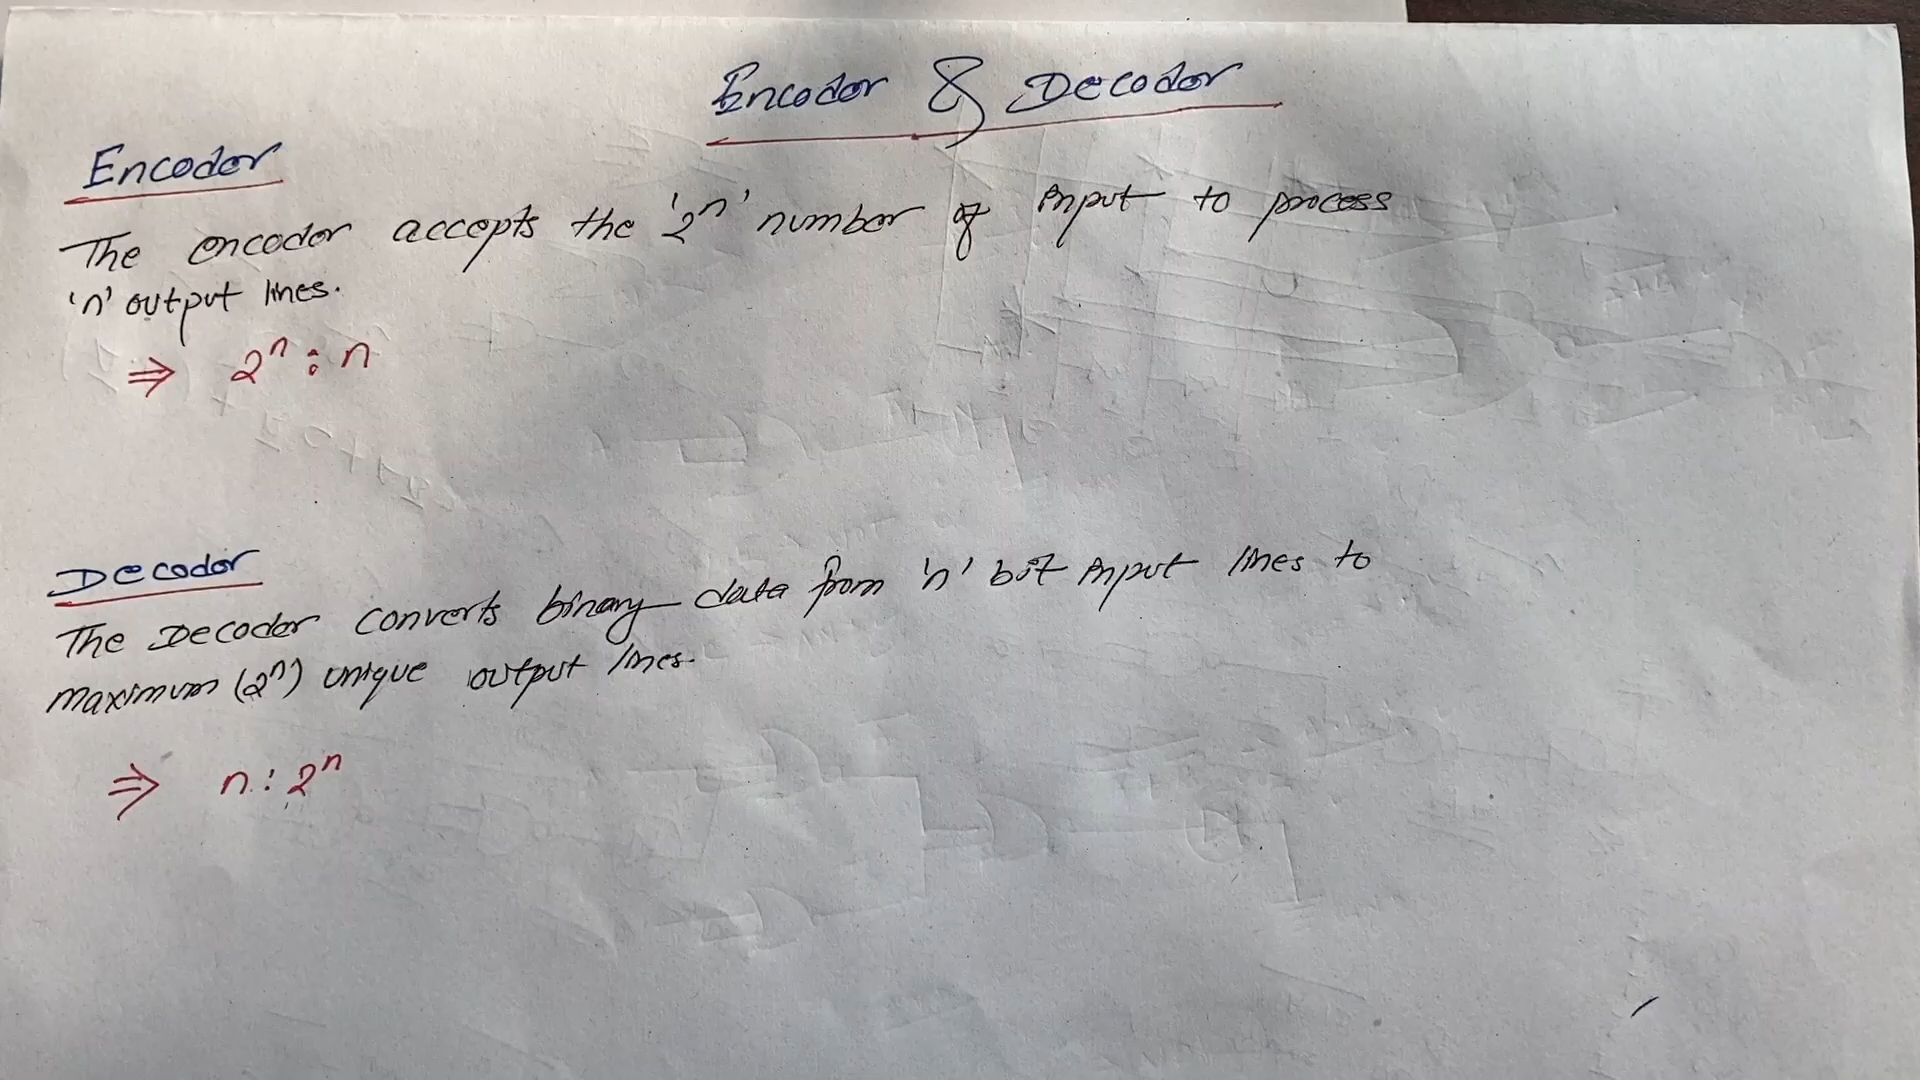 Encoder & Decoder
Encoder
The encoder accepts the '2ⁿ' number of input to process
'n' output lines.
⇒ 2ⁿ : n
Decoder
The Decoder converts binary data from 'n' bit input lines to
maximum (2ⁿ) unique output lines.
⇒ n : 2ⁿ